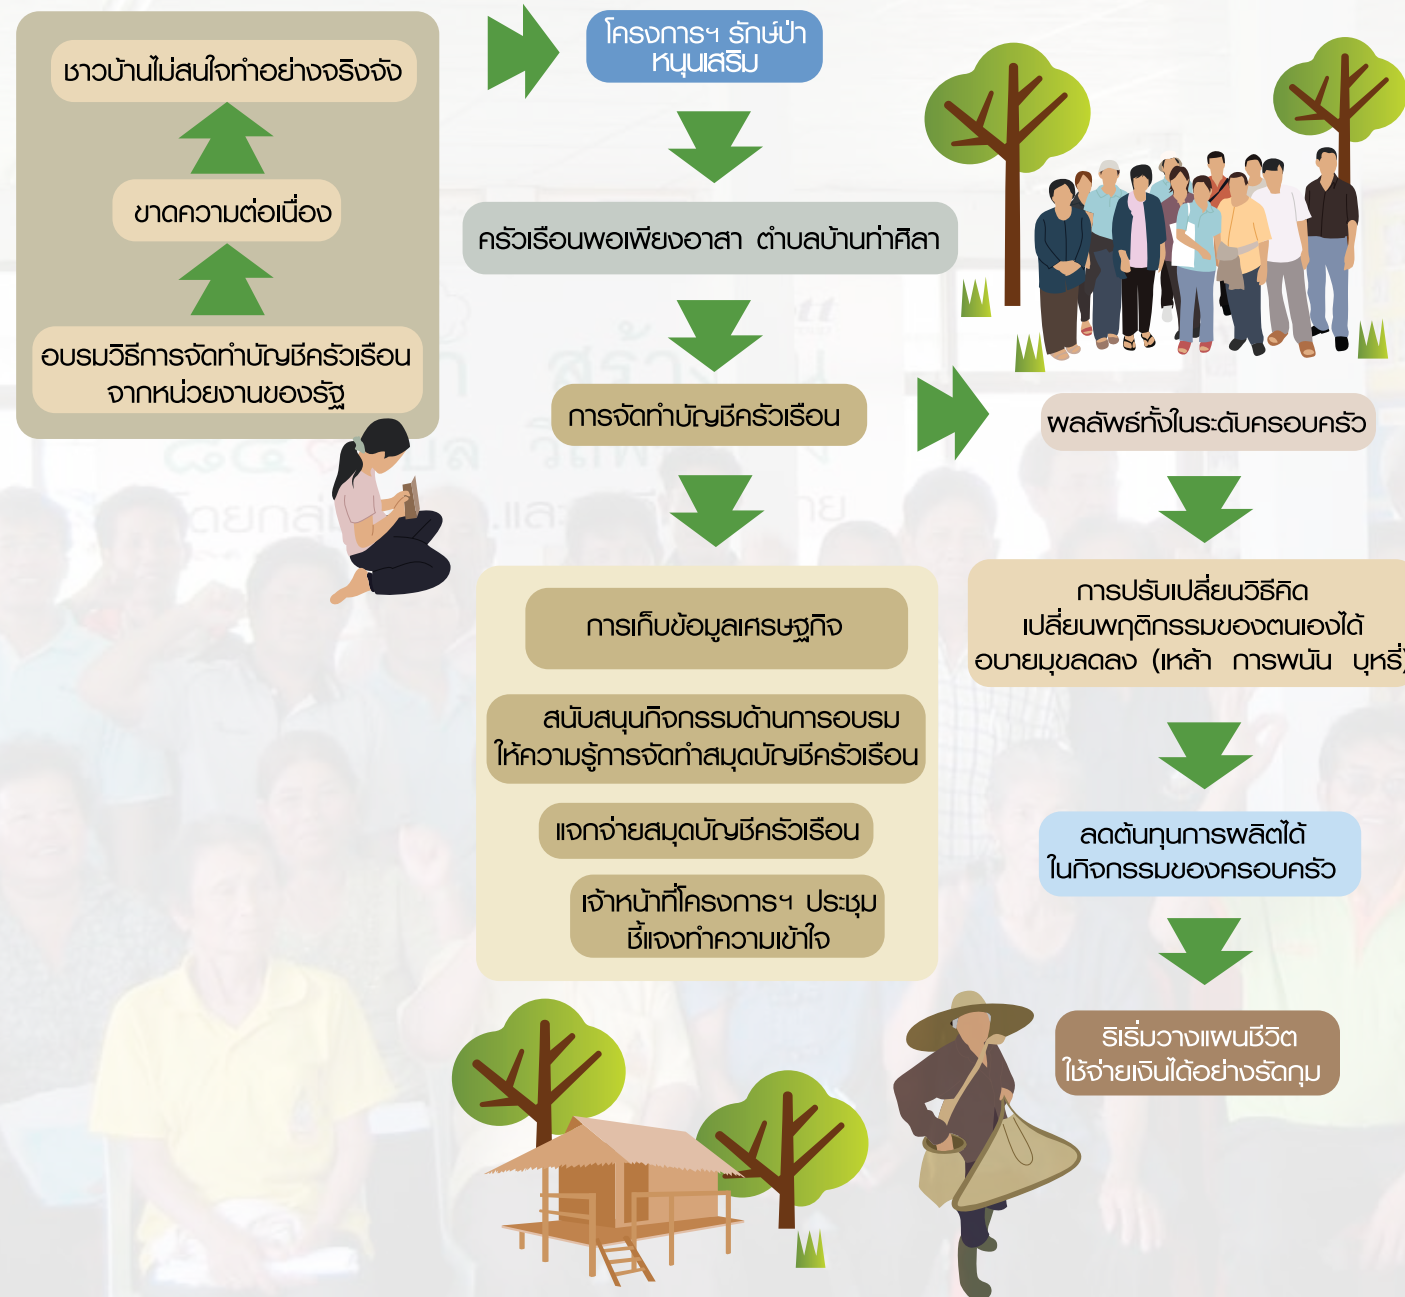 ชาวบ้านไม่สนใจทำอย่างจริงจัง
ขาดความต่อเนื่อง
อบรมวิธีการจัดทำบัญชีครัวเรือน
จากหน่วยงานของรัฐ
โครงการฯ รักษ์ป่า
หนุนเสริม
ครัวเรือนพอเพียงอาสา ตำบลบ้านท่าศิลา
การจัดทำบัญชีครัวเรือน
การเก็บข้อมูลเศรษฐกิจ
สนับสนุนกิจกรรมด้านการอบรม
ให้ความรู้การจัดทำสมุดบัญชีครัวเรือน
แจกจ่ายสมุดบัญชีครัวเรือน
เจ้าหน้าที่โครงการฯ ประชุม
ชี้แจงทำความเข้าใจ
ผลลัพธ์ทั้งในระดับครอบครัว
การปรับเปลี่ยนวิธีคิด
เปลี่ยนพฤติกรรมของตนเองได้
อบายมุขลดลง (เหล้า การพนัน บุหรี่)
ลดต้นทุนการผลิตได้
ในกิจกรรมของครอบครัว
ริเริ่มวางแผนชีวิต
ใช้จ่ายเงินได้อย่างรัดกุม